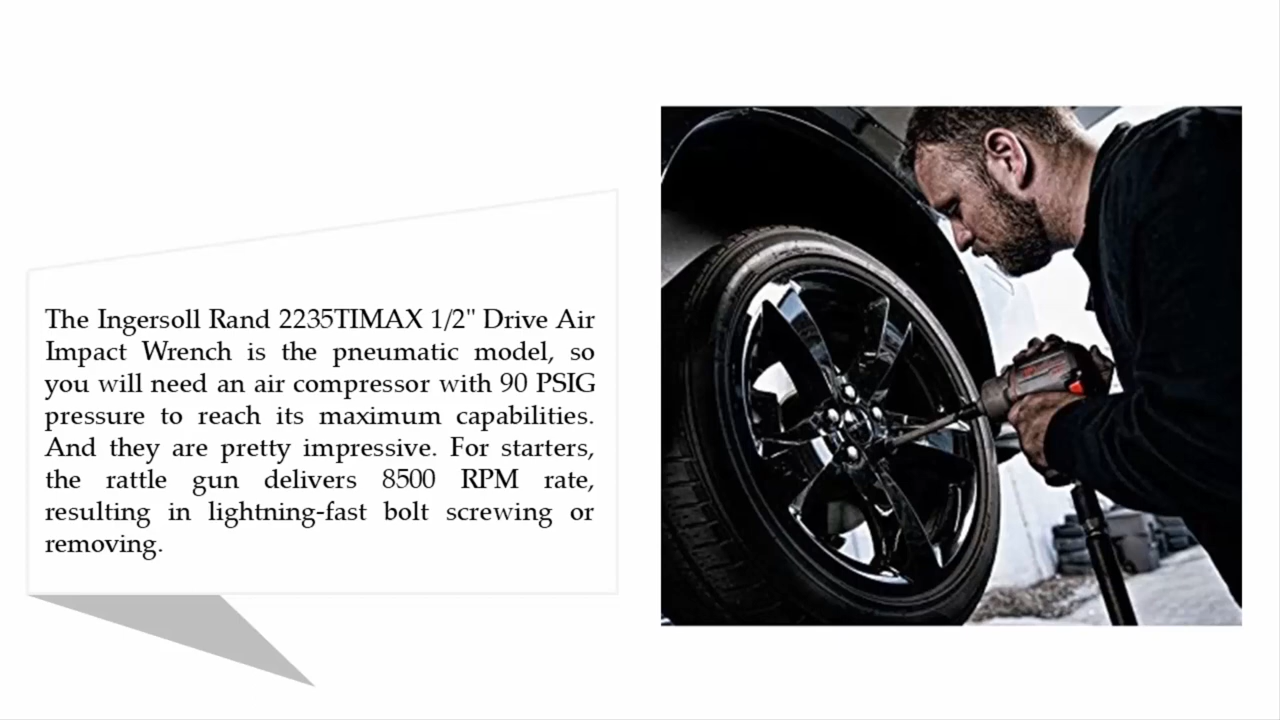 The Ingersoll Rand 2235TIMAX 1/2" Drive Air
Impact Wrench is the pneumatic model, so
you will need an air compressor with 90 PSIG
pressure to reach its maximum capabilities.
And they are pretty impressive. For starters,
the rattle gun delivers 8500 RPM rate,
resulting in lightning-fast bolt screwing or
removing.